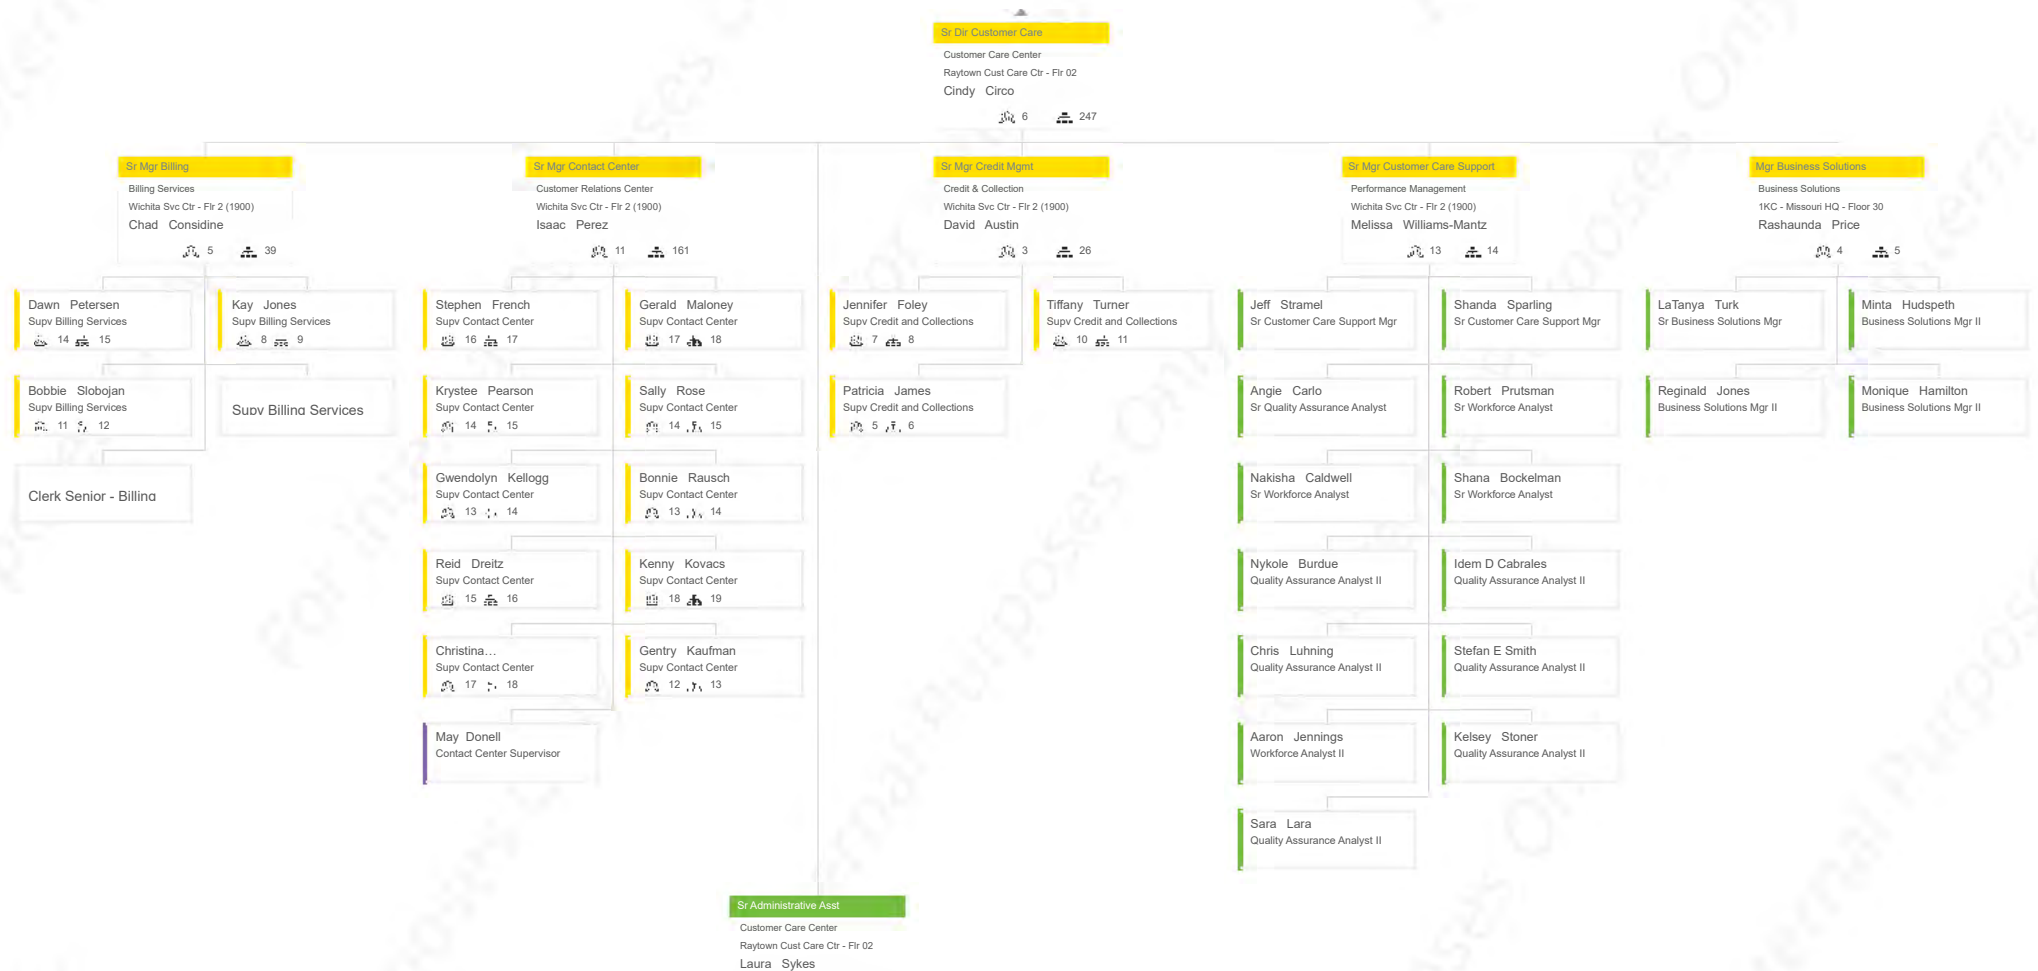 Sr Dir Customer Care
Customer Care Center
Raytown Cust Care Ctr - Flr 02
Cindy Circo
6 247
Sr Mgr Billing
Billing Services
Wichita Svc Ctr - Flr 2 (1900)
Chad Considine
5 39
Dawn Petersen
Supv Billing Services
14 15
Kay Jones
Supv Billing Services
8 9
Bobbie Slobojan
Supv Billing Services
11 12
Supv Billing Services
Clerk Senior - Billing
Sr Mgr Contact Center
Customer Relations Center
Wichita Svc Ctr - Flr 2 (1900)
Isaac Perez
11 161
Stephen French
Supv Contact Center
16 17
Gerald Maloney
Supv Contact Center
17 18
Krystee Pearson
Supv Contact Center
14 15
Sally Rose
Supv Contact Center
14 15
Gwendolyn Kellogg
Supv Contact Center
13 14
Bonnie Rausch
Supv Contact Center
13 14
Reid Dreitz
Supv Contact Center
15 16
Kenny Kovacs
Supv Contact Center
18 19
Christina...
Supv Contact Center
17 18
Gentry Kaufman
Supv Contact Center
12 13
May Donell
Contact Center Supervisor
Sr Mgr Credit Mgmt
Credit & Collection
Wichita Svc Ctr - Flr 2 (1900)
David Austin
3 26
Jennifer Foley
Supv Credit and Collections
7 8
Tiffany Turner
Supv Credit and Collections
10 11
Patricia James
Supv Credit and Collections
5 6
Sr Mgr Customer Care Support
Performance Management
Wichita Svc Ctr - Flr 2 (1900)
Melissa Williams-Mantz
13 14
Jeff Stramel
Sr Customer Care Support Mgr
Shanda Sparling
Sr Customer Care Support Mgr
Angie Carlo
Sr Quality Assurance Analyst
Robert Prutsman
Sr Workforce Analyst
Nakisha Caldwell
Sr Workforce Analyst
Shana Bockelman
Sr Workforce Analyst
Nykole Burdue
Quality Assurance Analyst II
Idem D Cabrales
Quality Assurance Analyst II
Chris Luhning
Quality Assurance Analyst II
Stefan E Smith
Quality Assurance Analyst II
Aaron Jennings
Workforce Analyst II
Kelsey Stoner
Quality Assurance Analyst II
Sara Lara
Quality Assurance Analyst II
Mgr Business Solutions
Business Solutions
1KC - Missouri HQ - Floor 30
Rashaunda Price
4 5
LaTanya Turk
Sr Business Solutions Mgr
Minta Hudspeth
Business Solutions Mgr II
Reginald Jones
Business Solutions Mgr II
Monique Hamilton
Business Solutions Mgr II
Sr Administrative Asst
Customer Care Center
Raytown Cust Care Ctr - Flr 02
Laura Sykes